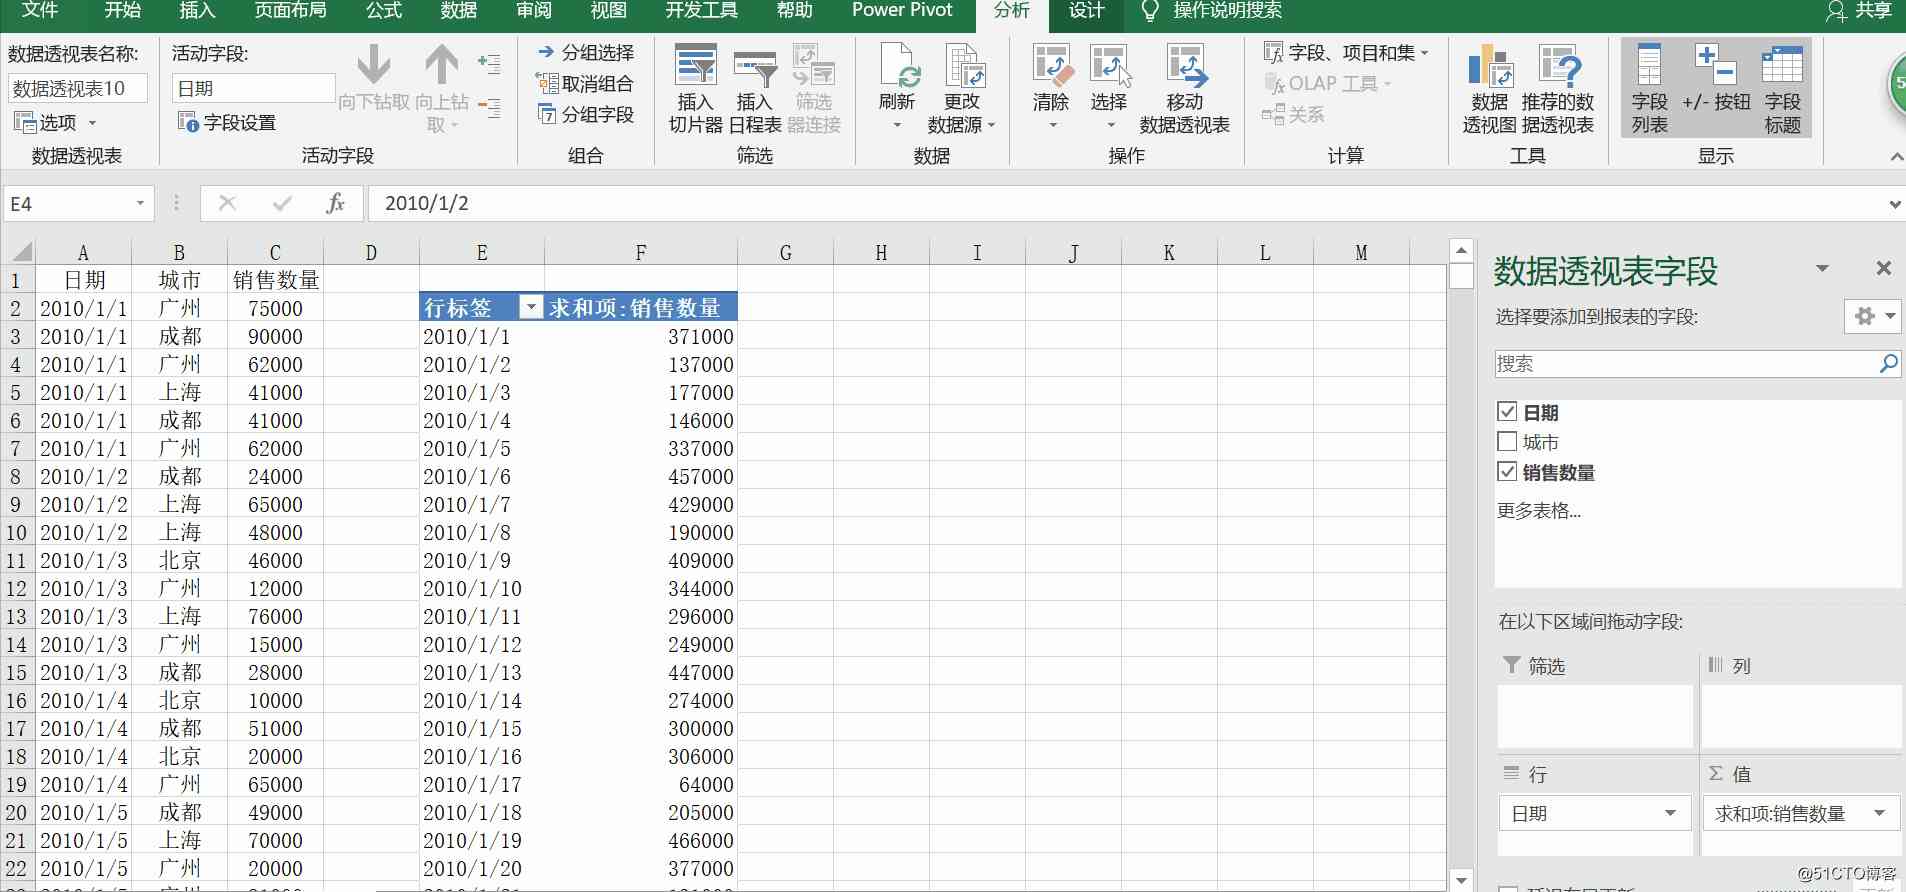 文件 开始 插入 页面布局 公式 数据 审阅 视图 开发工具 帮助 Power Pivot 分析 设计 操作说明搜索 共享
数据透视表名称:
数据透视表10
选项
数据透视表
活动字段:
日期
字段设置
向下钻取 向上钻取
活动字段
分组选择
取消组合
分组字段
组合
插入切片器
插入日程表
筛选器连接
筛选
刷新
更改数据源
数据
清除
选择
移动数据透视表
操作
字段、项目和集
OLAP 工具
关系
计算
数据透视图
推荐的数据透视表
工具
字段列表
+/- 按钮
字段标题
显示
E4 fx 2010/1/2
A B C D E F G H I J K L M
1 日期 城市 销售数量
2 2010/1/1 广州 75000 行标签 求和项:销售数量
3 2010/1/1 成都 90000 2010/1/1 371000
4 2010/1/1 广州 62000 2010/1/2 137000
5 2010/1/1 上海 41000 2010/1/3 177000
6 2010/1/1 成都 41000 2010/1/4 146000
7 2010/1/1 广州 62000 2010/1/5 337000
8 2010/1/2 成都 24000 2010/1/6 457000
9 2010/1/2 上海 65000 2010/1/7 429000
10 2010/1/2 上海 48000 2010/1/8 190000
11 2010/1/3 北京 46000 2010/1/9 409000
12 2010/1/3 广州 12000 2010/1/10 344000
13 2010/1/3 上海 76000 2010/1/11 296000
14 2010/1/3 广州 15000 2010/1/12 249000
15 2010/1/3 成都 28000 2010/1/13 447000
16 2010/1/4 北京 10000 2010/1/14 274000
17 2010/1/4 成都 51000 2010/1/15 300000
18 2010/1/4 北京 20000 2010/1/16 306000
19 2010/1/4 广州 65000 2010/1/17 64000
20 2010/1/5 成都 49000 2010/1/18 205000
21 2010/1/5 上海 70000 2010/1/19 466000
22 2010/1/5 广州 20000 2010/1/20 377000
数据透视表字段
选择要添加到报表的字段:
搜索
日期
城市
销售数量
更多表格...
在以下区域间拖动字段:
筛选
列
行
Σ 值
日期
求和项:销售数量
@51CTO博客